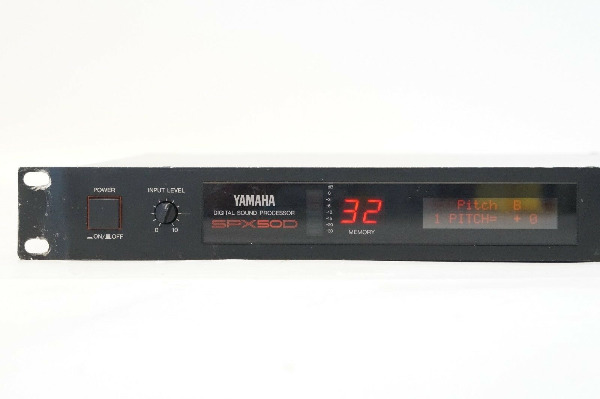 POWER
ON/ OFF
INPUT LEVEL
0 10
YAMAHA
DIGITAL SOUND PROCESSOR
SPX50D
32
MEMORY
Pitch B
1 PITCH= + 0